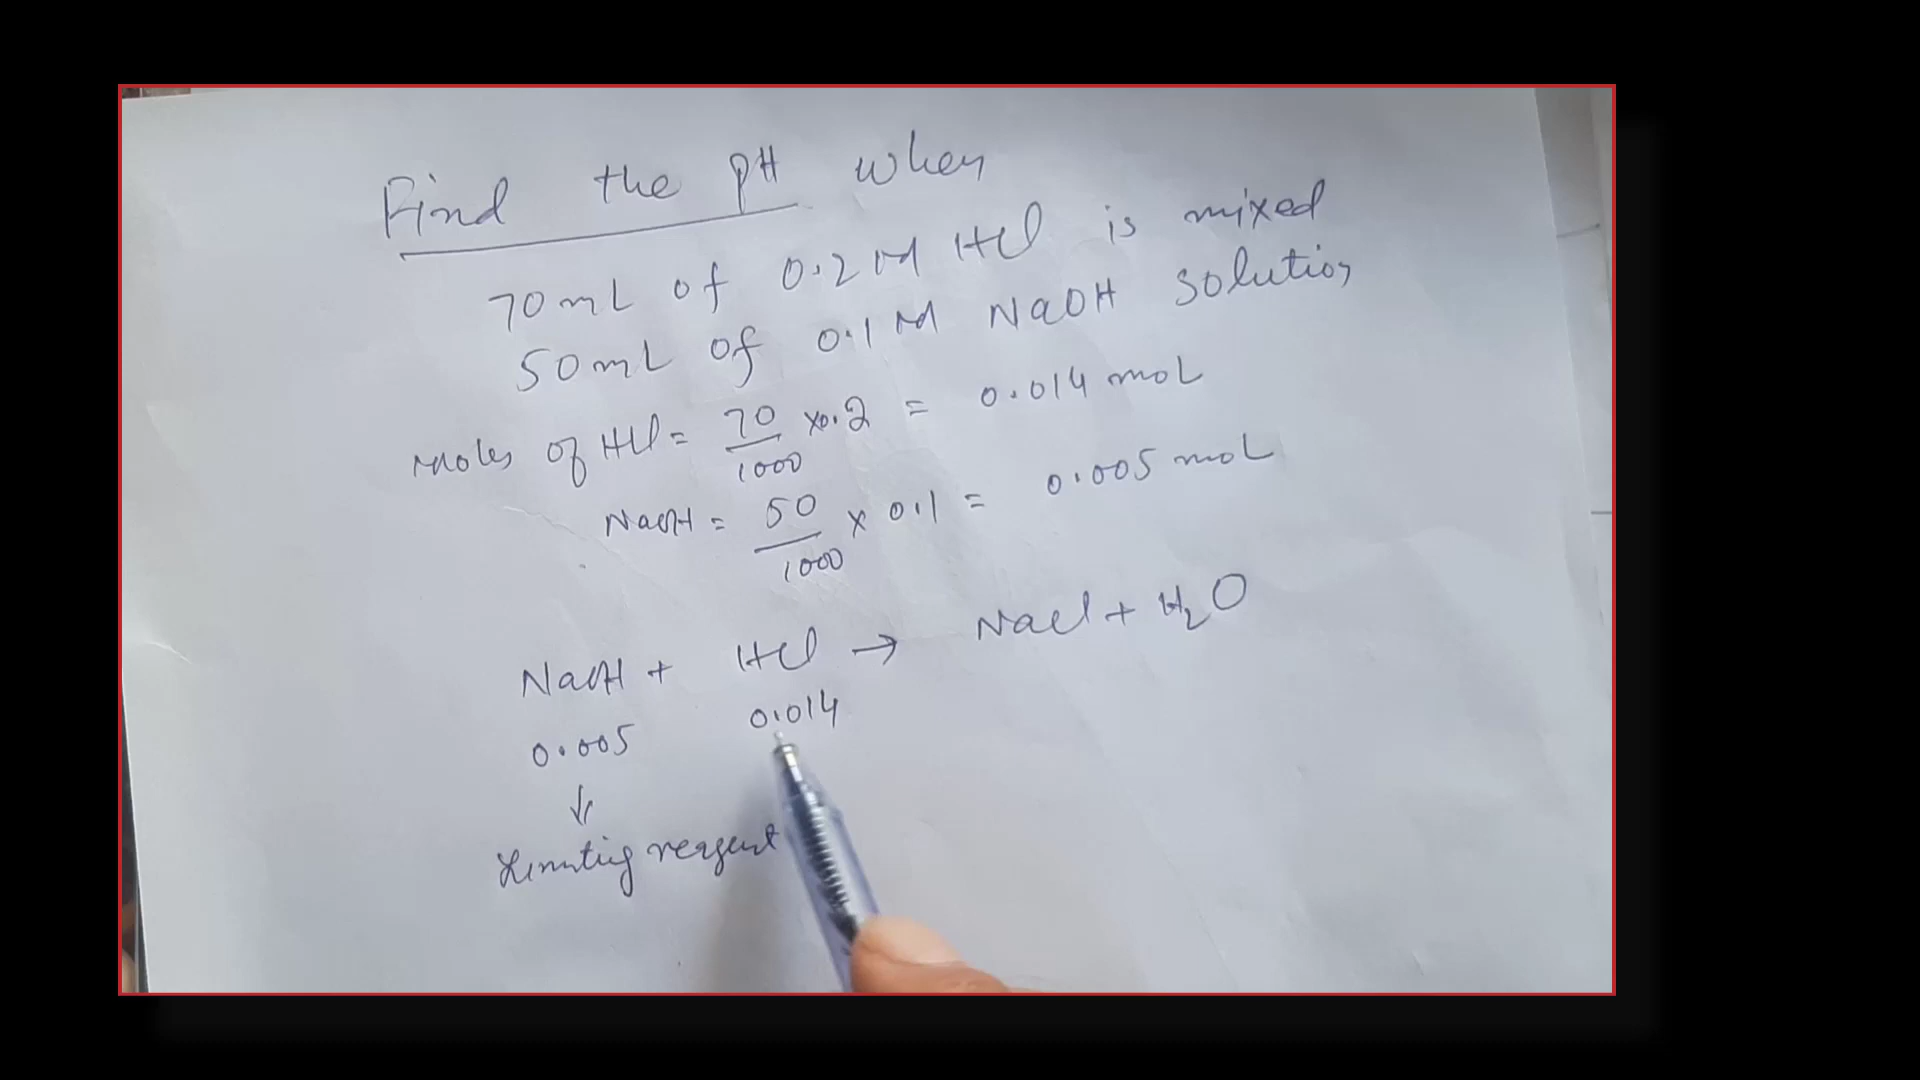 Find the pH when
70 mL of 0.2 M HCl is mixed
50 mL of 0.1 M NaOH solution
Moles of HCl = 70/1000 x0.2 = 0.014 mol
NaOH = 50/1000 x 0.1 = 0.005 mol
NaOH + HCl → NaCl + H₂O
0.005 0.014
↓
Limiting reagent